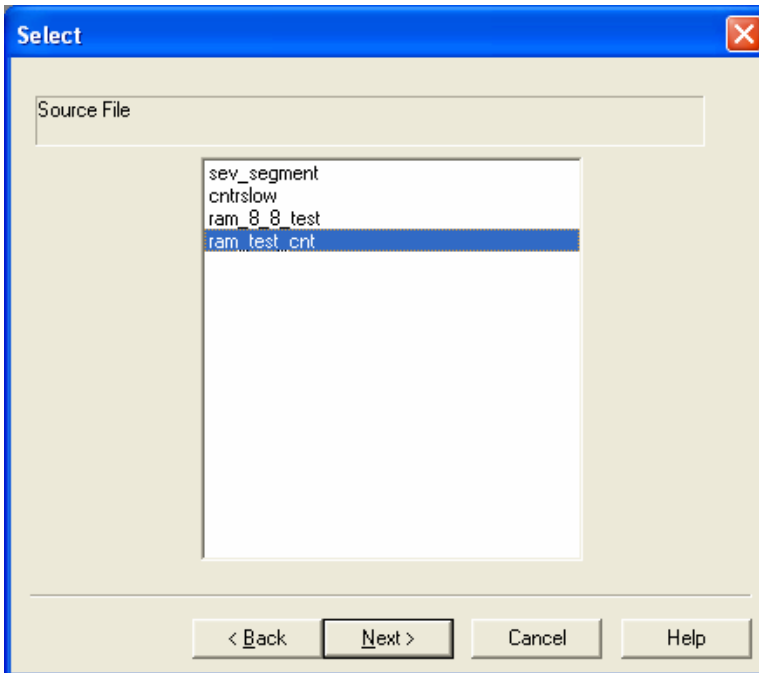 Select
Source File
sev_segment
cntrslow
ram_8_8_test
ram_test_cnt
< Back Next > Cancel Help